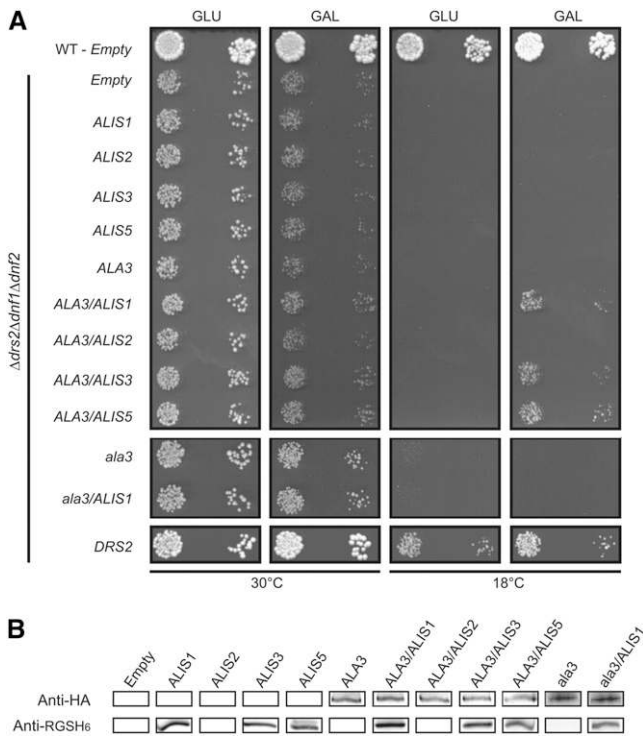 A
GLU GAL GLU GAL
WT - Empty
Δdrs2Δdnf1Δdnf2
Empty
ALIS1
ALIS2
ALIS3
ALIS5
ALA3
ALA3/ALIS1
ALA3/ALIS2
ALA3/ALIS3
ALA3/ALIS5
ala3
ala3/ALIS1
DRS2
30°C 18°C
B
Empty ALIS1 ALIS2 ALIS3 ALIS5 ALA3 ALA3/ALIS1 ALA3/ALIS2 ALA3/ALIS3 ALA3/ALIS5 ala3 ala3/ALIS1
Anti-HA
Anti-RGSH₆